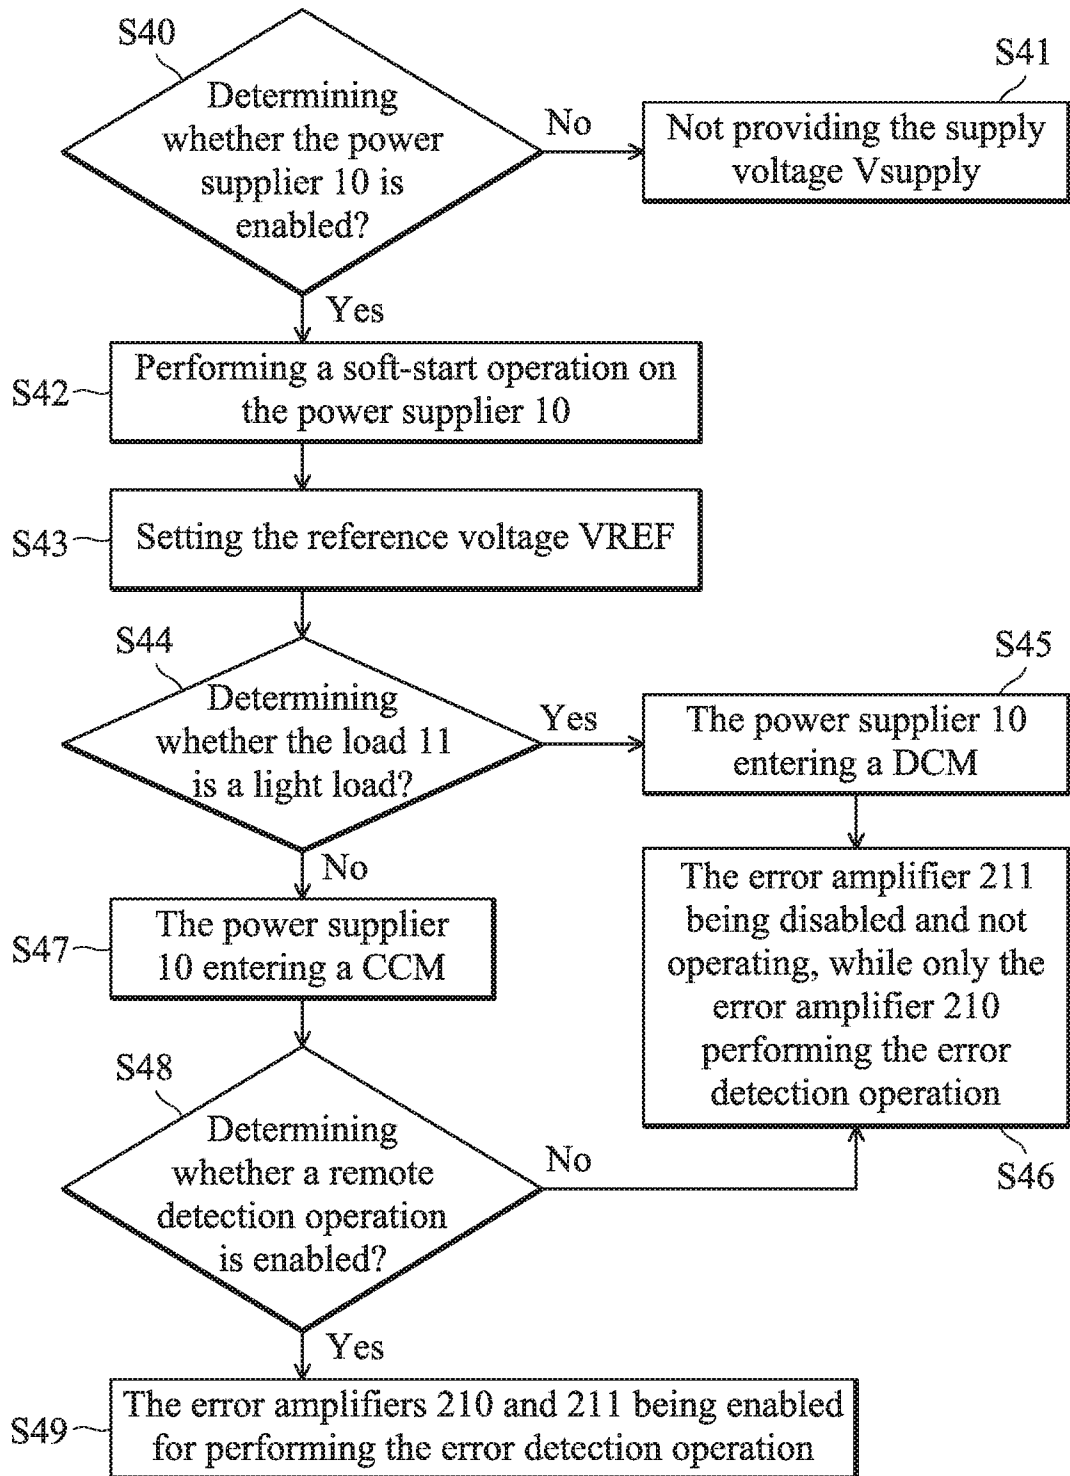 S40
Determining
whether the power
supplier 10 is
enabled?
No
S41
Not providing the supply
voltage Vsupply
Yes
S42
Performing a soft-start operation on
the power supplier 10
S43
Setting the reference voltage VREF
S44
Determining
whether the load 11
is a light load?
Yes
S45
The power supplier 10
entering a DCM
No
The error amplifier 211
being disabled and not
operating, while only the
error amplifier 210
performing the error
detection operation
S46
S47
The power supplier
10 entering a CCM
S48
Determining
whether a remote
detection operation
is enabled?
No
Yes
S49
The error amplifiers 210 and 211 being enabled
for performing the error detection operation